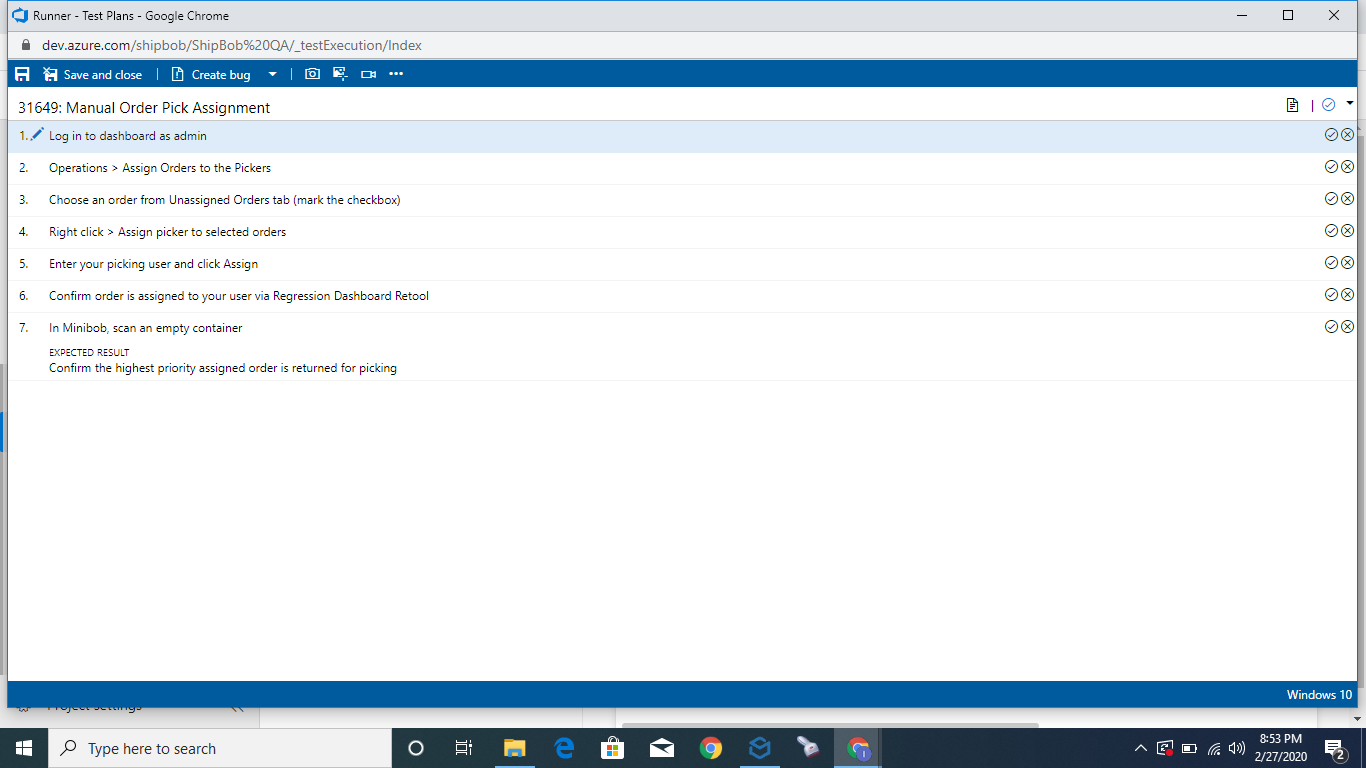 Runner - Test Plans - Google Chrome
dev.azure.com/shipbob/ShipBob%20QA/_testExecution/Index
Save and close
Create bug
31649: Manual Order Pick Assignment
1. Log in to dashboard as admin
2. Operations > Assign Orders to the Pickers
3. Choose an order from Unassigned Orders tab (mark the checkbox)
4. Right click > Assign picker to selected orders
5. Enter your picking user and click Assign
6. Confirm order is assigned to your user via Regression Dashboard Retool
7. In Minibob, scan an empty container
EXPECTED RESULT
Confirm the highest priority assigned order is returned for picking
Windows 10
Project settings
Type here to search
8:53 PM
2/27/2020
2